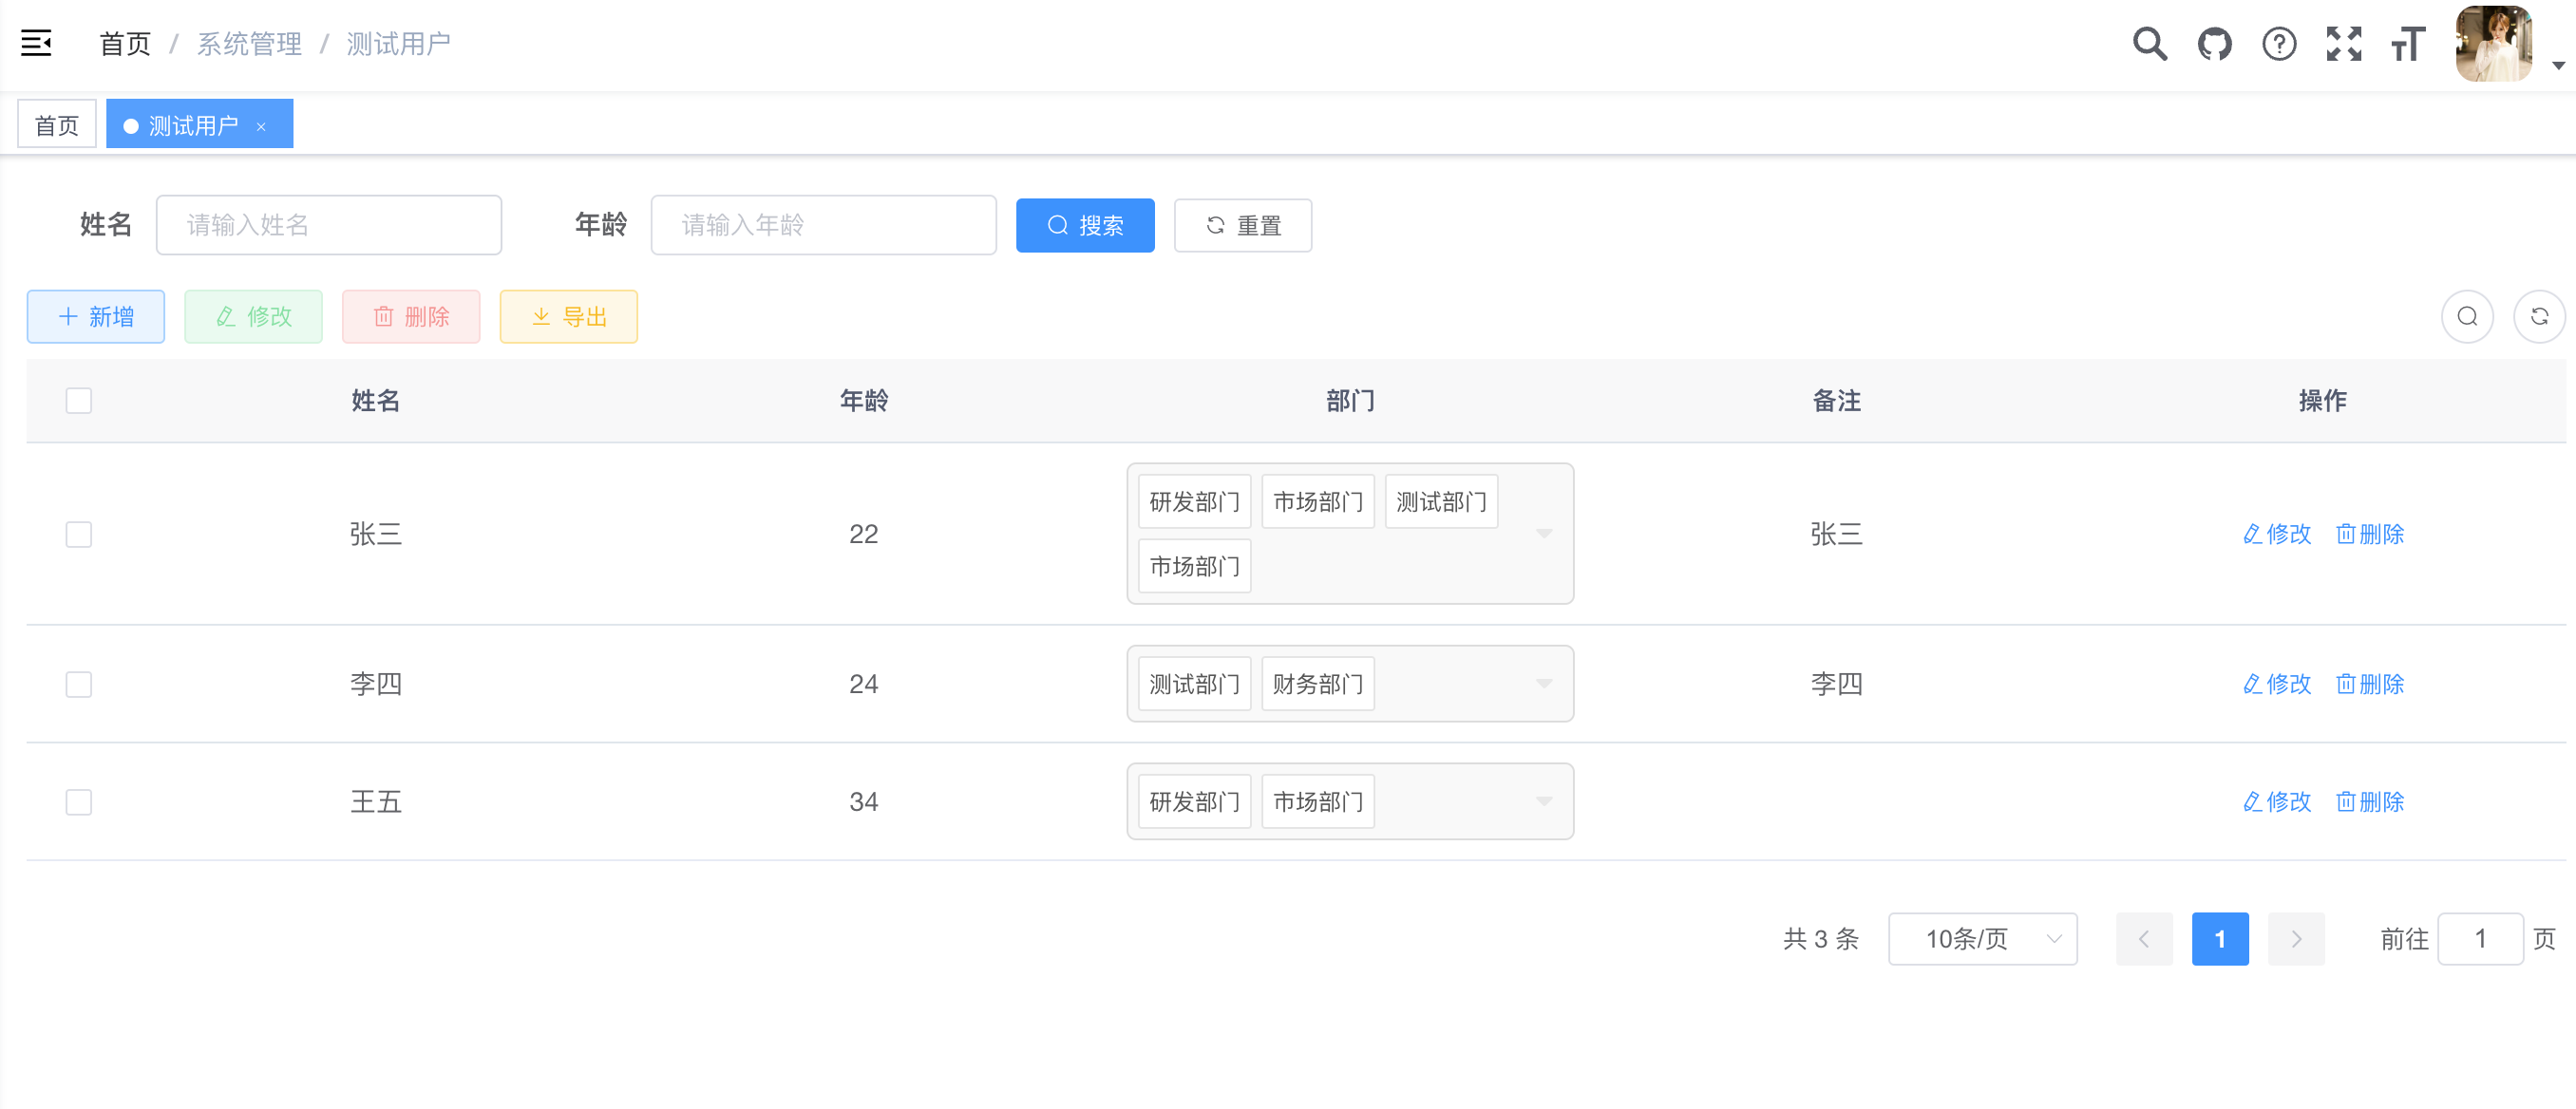 首页 / 系统管理 / 测试用户
首页 测试用户 ×
姓名 请输入姓名 年龄 请输入年龄 搜索 重置
新增 修改 删除 导出
姓名 年龄 部门 备注 操作
张三 22 研发部门 市场部门 测试部门 张三 修改 删除
市场部门
李四 24 测试部门 财务部门 李四 修改 删除
王五 34 研发部门 市场部门 修改 删除
共 3 条 10条/页 1 前往 1 页